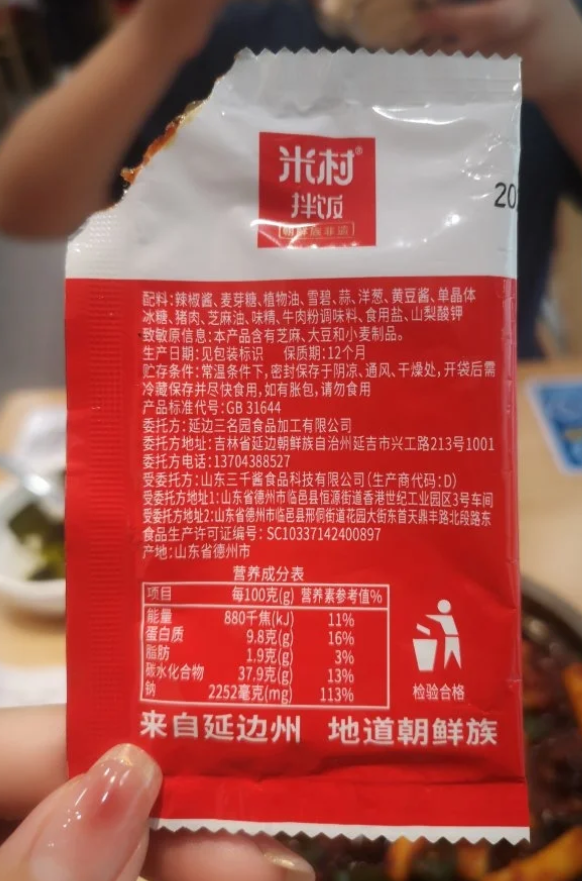 米村®
拌饭
20
配料:辣椒酱、麦芽糖、植物油、雪碧、蒜、洋葱、黄豆酱、单晶体
冰糖、猪肉、芝麻油、味精、牛肉粉调味料、食用盐、山梨酸钾
致敏原信息:本产品含有芝麻、大豆和小麦制品。
生产日期:见包装标识 保质期:12个月
贮存条件:常温条件下,密封保存于阴凉、通风、干燥处,开袋后需
冷藏保存并尽快食用,如有胀包,请勿食用
产品标准代号:GB 31644
委托方:延边三名园食品加工有限公司
委托方地址:吉林省延边朝鲜族自治州延吉市兴工路213号1001
委托方电话:13704388527
受委托方:山东三千酱食品科技有限公司(生产商代码:D)
受委托方地址1:山东省德州市临邑县恒源街道香港世纪工业园区3号车间
受委托方地址2:山东省德州市临邑县邢侗街道花园大街东首天鼎丰路北段路东
食品生产许可证编号:SC10337142400897
产地:山东省德州市
营养成分表
项目 每100克(g) 营养素参考值%
能量 880千焦(kJ) 11%
蛋白质 9.8克(g) 16%
脂肪 1.9克(g) 3%
碳水化合物 37.9克(g) 13%
钠 2252毫克(mg) 113%
检验合格
来自延边州 地道朝鲜族